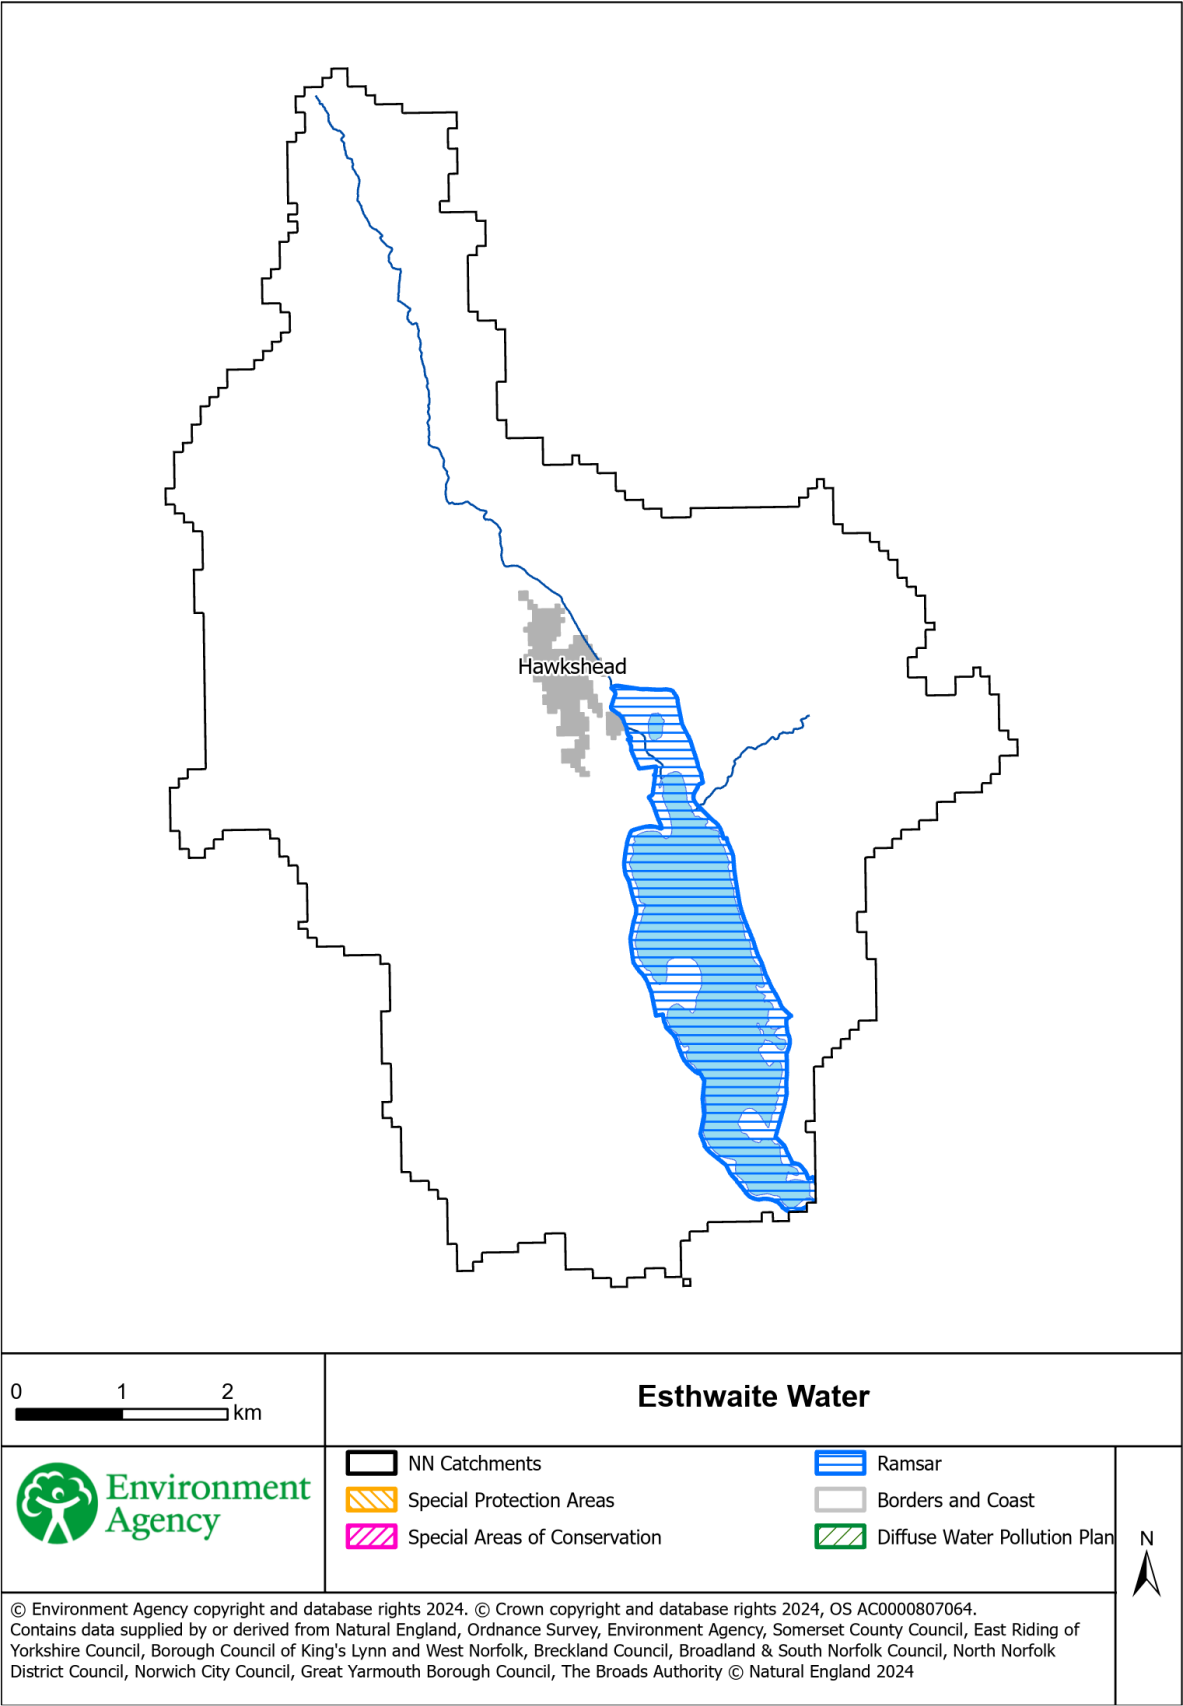 Hawkshead
0 1 2
km
Esthwaite Water
Environment
Agency
NN Catchments
Special Protection Areas
Special Areas of Conservation
Ramsar
Borders and Coast
Diffuse Water Pollution Plan
N
© Environment Agency copyright and database rights 2024. © Crown copyright and database rights 2024, OS AC0000807064.
Contains data supplied by or derived from Natural England, Ordnance Survey, Environment Agency, Somerset County Council, East Riding of
Yorkshire Council, Borough Council of King's Lynn and West Norfolk, Breckland Council, Broadland & South Norfolk Council, North Norfolk
District Council, Norwich City Council, Great Yarmouth Borough Council, The Broads Authority © Natural England 2024